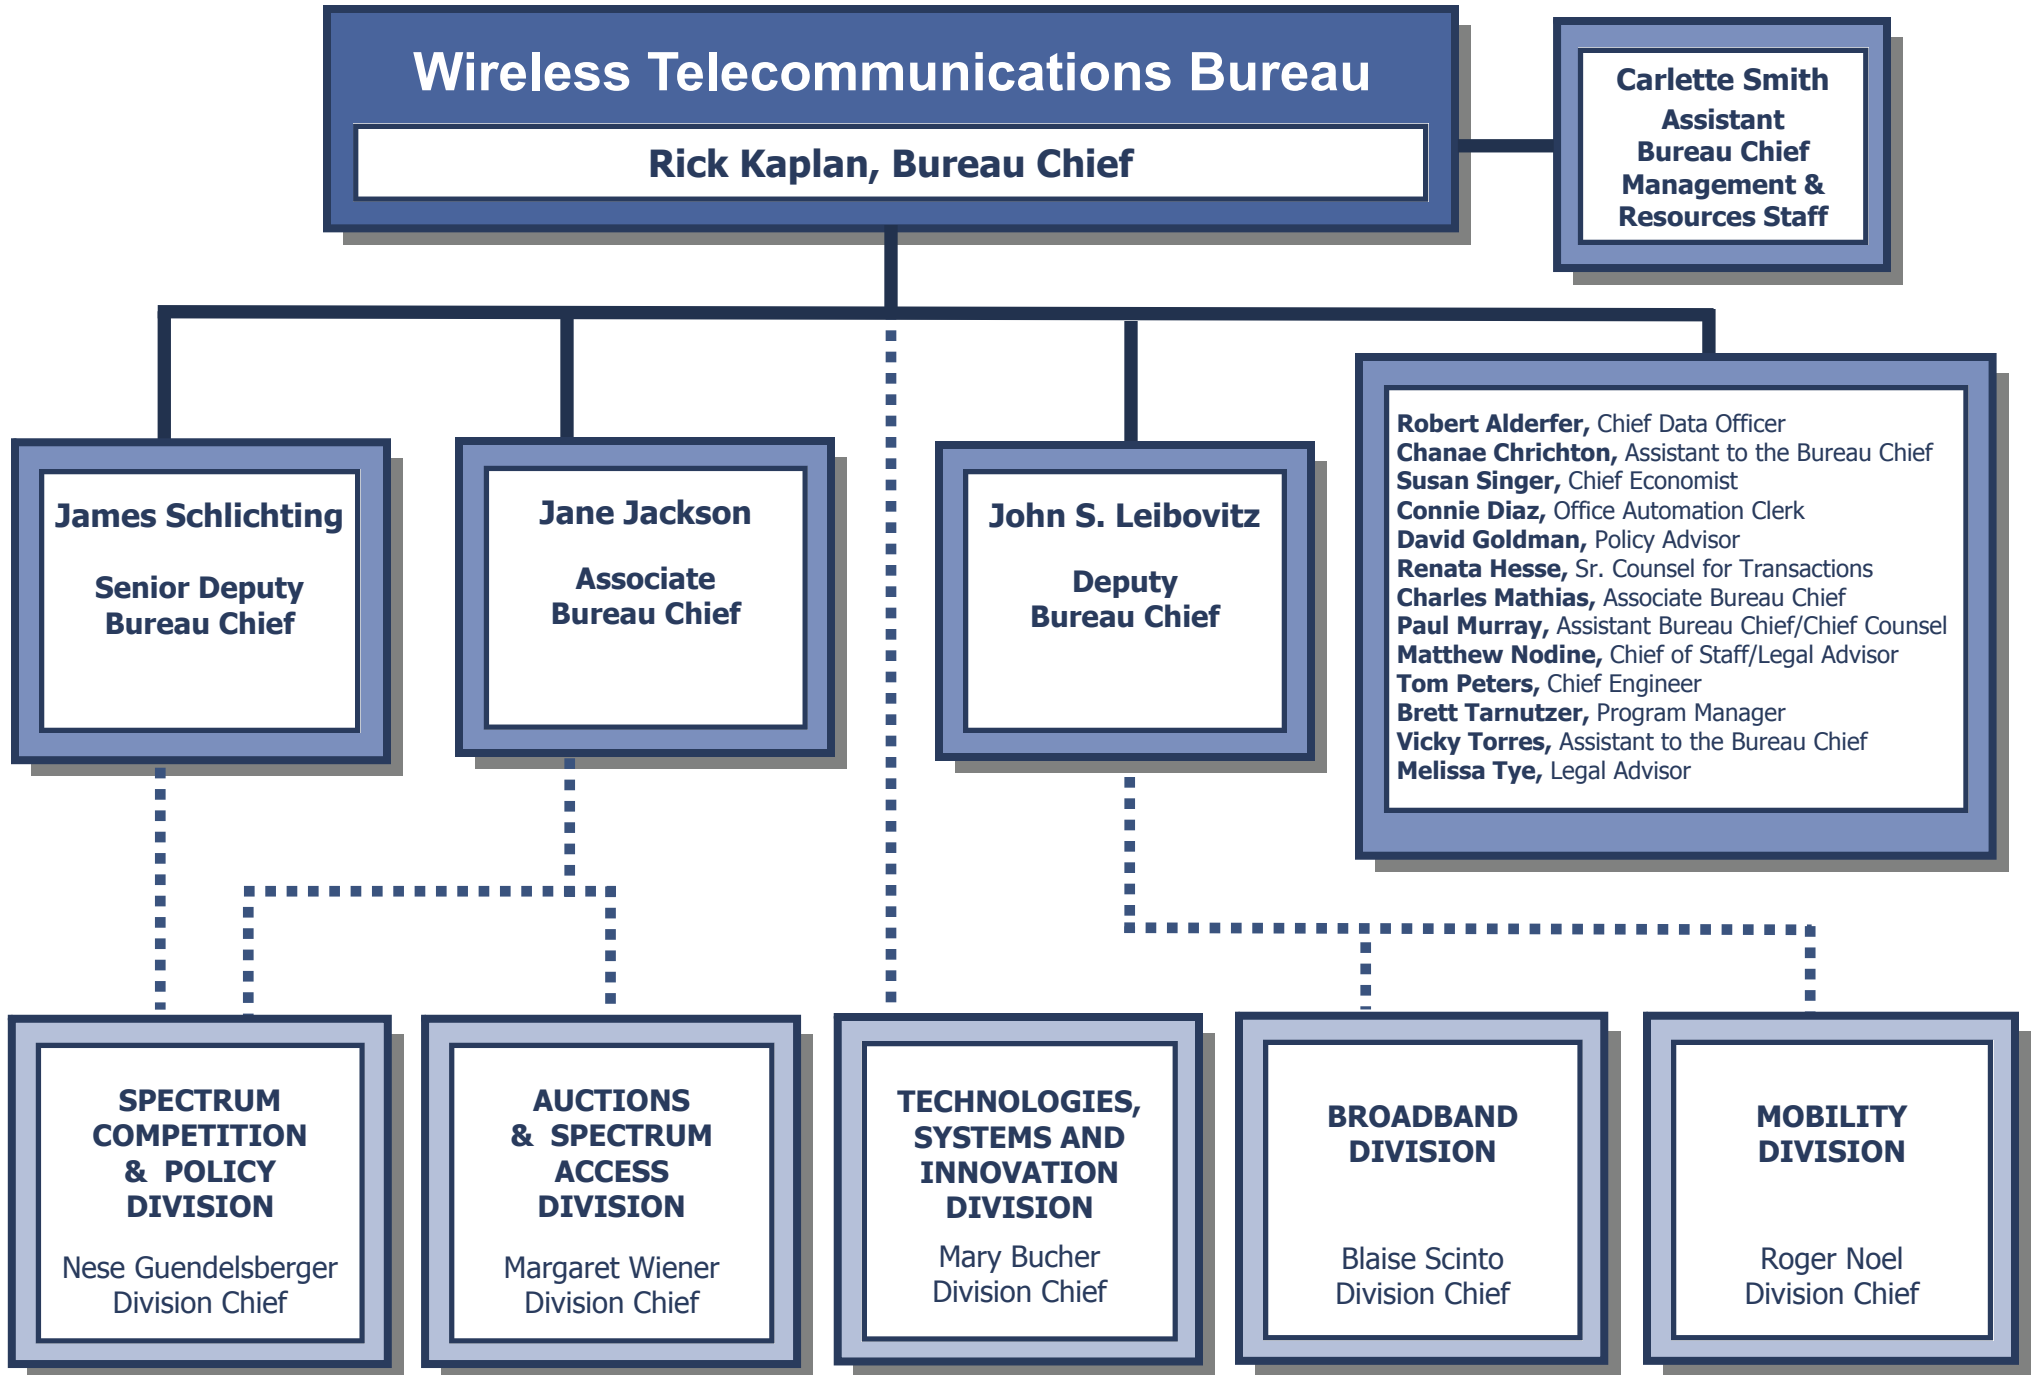 Wireless Telecommunications Bureau
Rick Kaplan, Bureau Chief
Carlette Smith
Assistant
Bureau Chief
Management &
Resources Staff
James Schlichting
Senior Deputy
Bureau Chief
Jane Jackson
Associate
Bureau Chief
John S. Leibovitz
Deputy
Bureau Chief
Robert Alderfer, Chief Data Officer
Chanae Chrichton, Assistant to the Bureau Chief
Susan Singer, Chief Economist
Connie Diaz, Office Automation Clerk
David Goldman, Policy Advisor
Renata Hesse, Sr. Counsel for Transactions
Charles Mathias, Associate Bureau Chief
Paul Murray, Assistant Bureau Chief/Chief Counsel
Matthew Nodine, Chief of Staff/Legal Advisor
Tom Peters, Chief Engineer
Brett Tarnutzer, Program Manager
Vicky Torres, Assistant to the Bureau Chief
Melissa Tye, Legal Advisor
SPECTRUM
COMPETITION
& POLICY
DIVISION
Nese Guendelsberger
Division Chief
AUCTIONS
& SPECTRUM
ACCESS
DIVISION
Margaret Wiener
Division Chief
TECHNOLOGIES,
SYSTEMS AND
INNOVATION
DIVISION
Mary Bucher
Division Chief
BROADBAND
DIVISION
Blaise Scinto
Division Chief
MOBILITY
DIVISION
Roger Noel
Division Chief